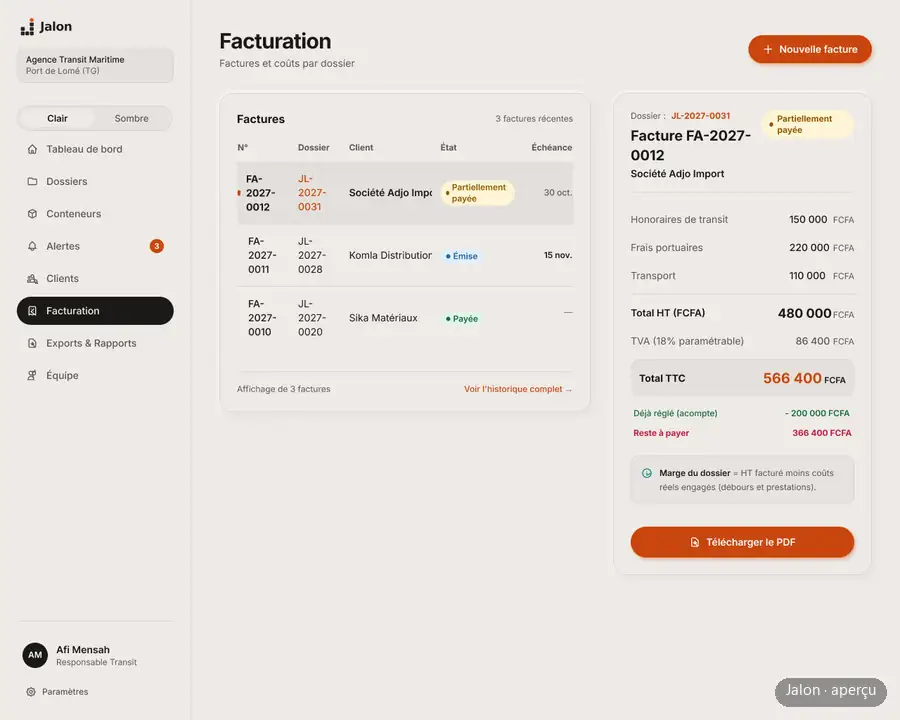 Jalon
Agence Transit Maritime
Port de Lomé (TG)
Clair
Sombre
Tableau de bord
Dossiers
Conteneurs
Alertes
3
Clients
Facturation
Exports & Rapports
Équipe
AM
Afi Mensah
Responsable Transit
Paramètres
Facturation
Factures et coûts par dossier
Nouvelle facture
Factures
3 factures récentes
N° Dossier Client État Échéance
FA-
2027-
0012
JL-
2027-
0031
Société Adjo Impo
Partiellement
payée
30 oct.
FA-
2027-
0011
JL-
2027-
0028
Komla Distribution
Émise
15 nov.
FA-
2027-
0010
JL-
2027-
0020
Sika Matériaux
Payée
—
Affichage de 3 factures
Voir l'historique complet →
Dossier : JL-2027-0031
Partiellement
payée
Facture FA-2027-
0012
Société Adjo Import
Honoraires de transit 150 000 FCFA
Frais portuaires 220 000 FCFA
Transport 110 000 FCFA
Total HT (FCFA) 480 000 FCFA
TVA (18% paramétrable) 86 400 FCFA
Total TTC 566 400 FCFA
Déjà réglé (acompte) - 200 000 FCFA
Reste à payer 366 400 FCFA
Marge du dossier = HT facturé moins coûts
réels engagés (débours et prestations).
Télécharger le PDF
Jalon · aperçu